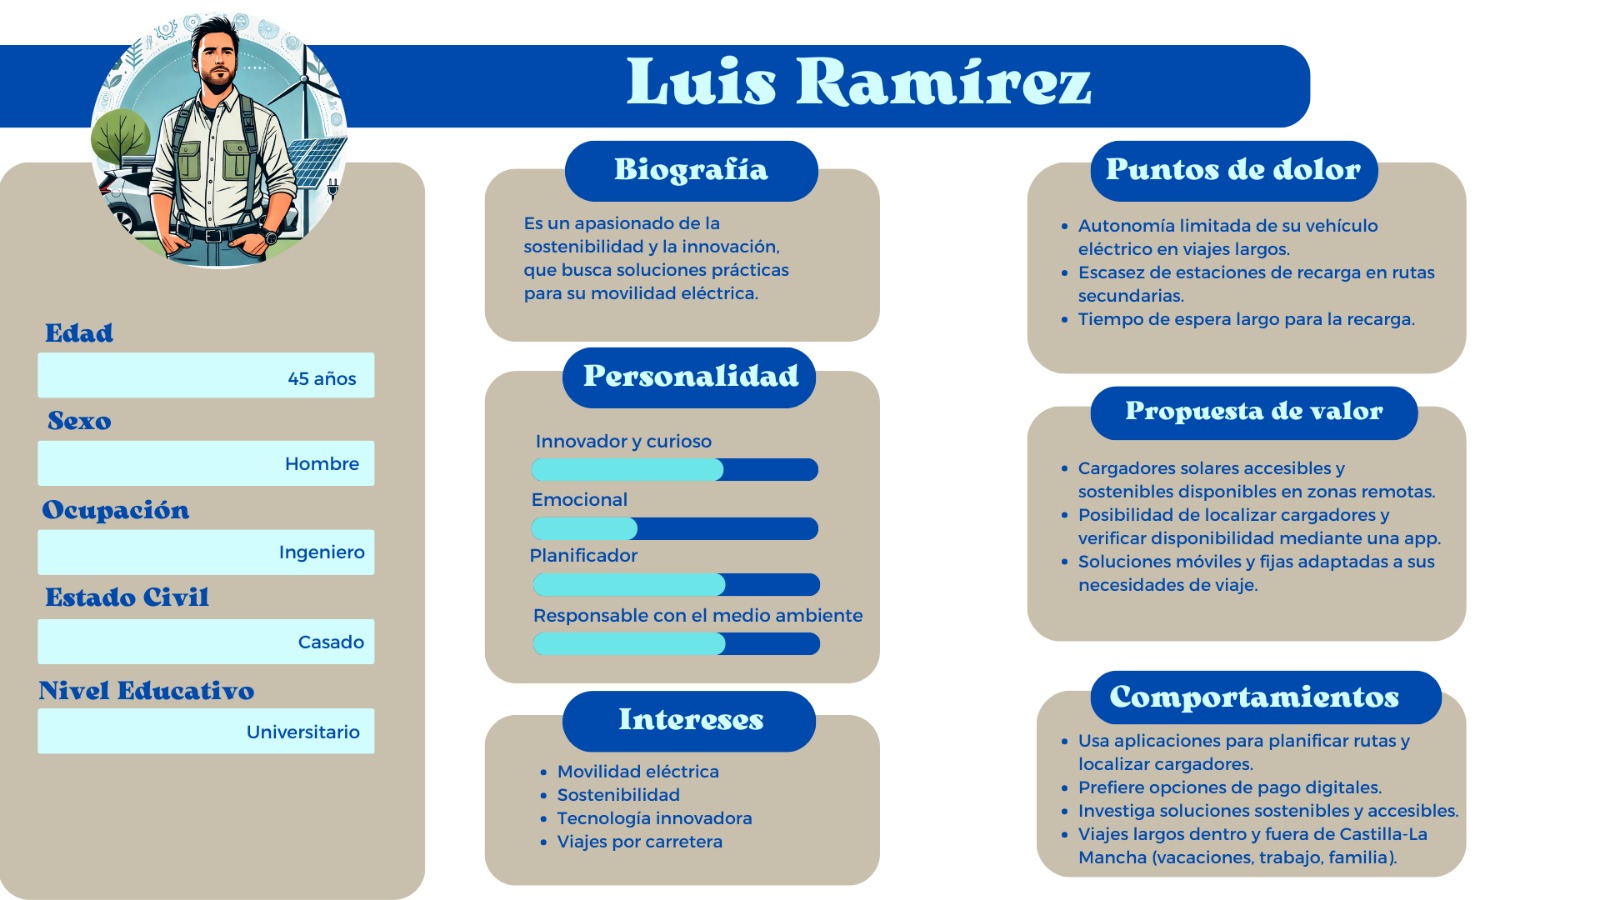 Luis Ramírez
Edad
45 años
Sexo
Hombre
Ocupación
Ingeniero
Estado Civil
Casado
Nivel Educativo
Universitario
Biografía
Es un apasionado de la
sostenibilidad y la innovación,
que busca soluciones prácticas
para su movilidad eléctrica.
Personalidad
Innovador y curioso
Emocional
Planificador
Responsable con el medio ambiente
Intereses
• Movilidad eléctrica
• Sostenibilidad
• Tecnología innovadora
• Viajes por carretera
Puntos de dolor
• Autonomía limitada de su vehículo
eléctrico en viajes largos.
• Escasez de estaciones de recarga en rutas
secundarias.
• Tiempo de espera largo para la recarga.
Propuesta de valor
• Cargadores solares accesibles y
sostenibles disponibles en zonas remotas.
• Posibilidad de localizar cargadores y
verificar disponibilidad mediante una app.
• Soluciones móviles y fijas adaptadas a sus
necesidades de viaje.
Comportamientos
• Usa aplicaciones para planificar rutas y
localizar cargadores.
• Prefiere opciones de pago digitales.
• Investiga soluciones sostenibles y accesibles.
• Viajes largos dentro y fuera de Castilla-La
Mancha (vacaciones, trabajo, familia).